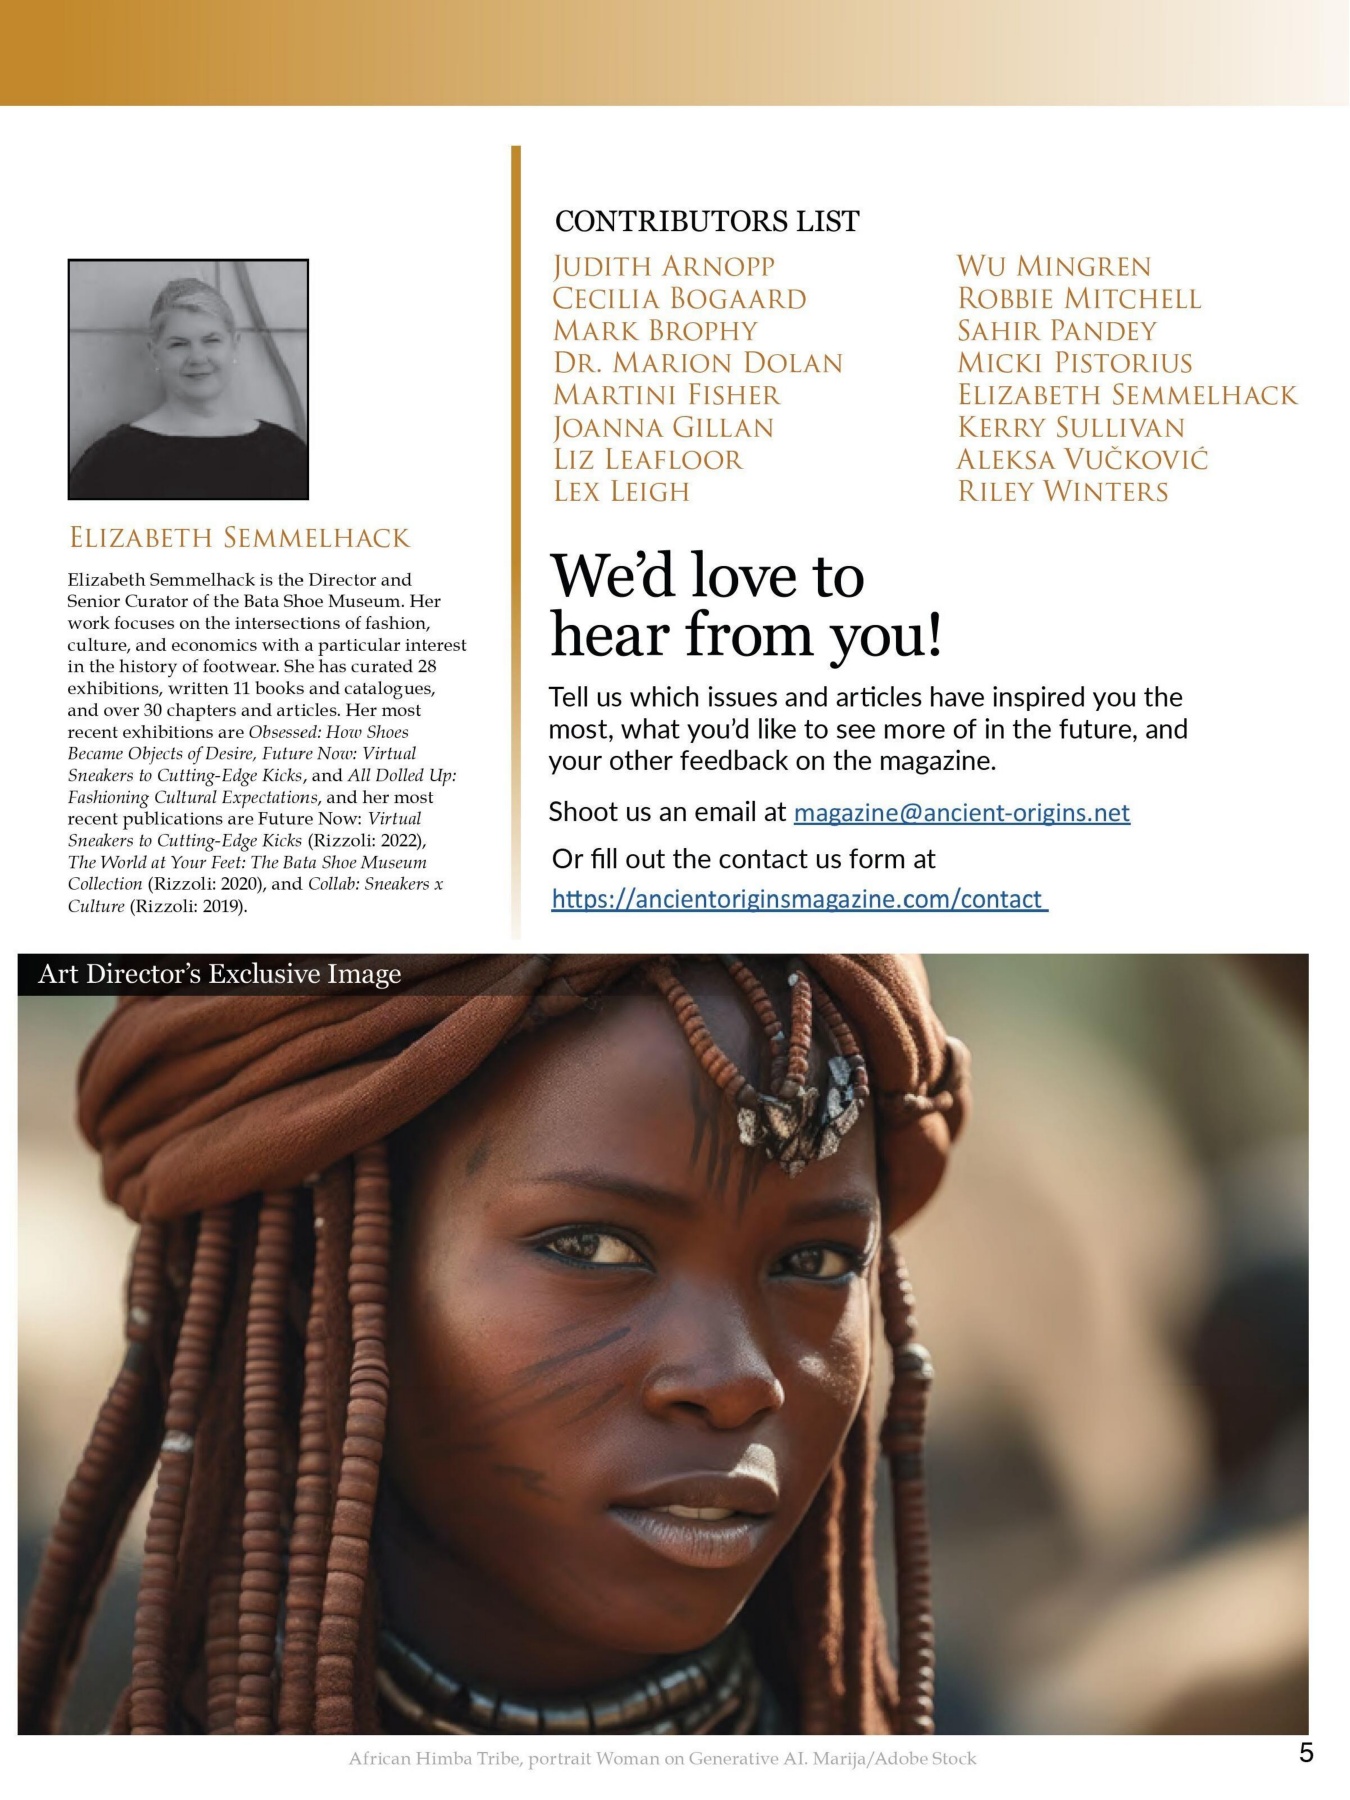 ELIZABETH SEMMELHACK
Elizabeth Semmelhack is the Director and
Senior Curator of the Bata Shoe Museum. Her
work focuses on the intersections of fashion,
culture, and economics with a particular interest
in the history of footwear. She has curated 28
exhibitions, written 11 books and catalogues,
and over 30 chapters and articles. Her most
recent exhibitions are Obsessed: How Shoes
Became Objects of Desire, Future Now: Virtual
Sneakers to Cutting-Edge Kicks, and All Dolled Up:
Fashioning Cultural Expectations, and her most
recent publications are Future Now: Virtual
Sneakers to Cutting-Edge Kicks (Rizzoli: 2022),
The World at Your Feet: The Bata Shoe Museum
Collection (Rizzoli: 2020), and Collab: Sneakers x
Culture (Rizzoli: 2019).
CONTRIBUTORS LIST
JUDITH ARNOPP
CECILIA BOGAARD
MARK BROPHY
DR. MARION DOLAN
MARTINI FISHER
JOANNA GILLAN
LIZ LEAFLOOR
LEX LEIGH
WU MINGREN
ROBBIE MITCHELL
SAHIR PANDEY
MICKI PISTORIUS
ELIZABETH SEMMELHACK
KERRY SULLIVAN
ALEKSA VUČKOVIĆ
RILEY WINTERS
We'd love to
hear from you!
Tell us which issues and articles have inspired you the
most, what you'd like to see more of in the future, and
your other feedback on the magazine.
Shoot us an email at magazine@ancient-origins.net
Or fill out the contact us form at
https://ancientoriginsmagazine.com/contact
Art Director's Exclusive Image
African Himba Tribe, portrait Woman on Generative AI. Marija/Adobe Stock
5